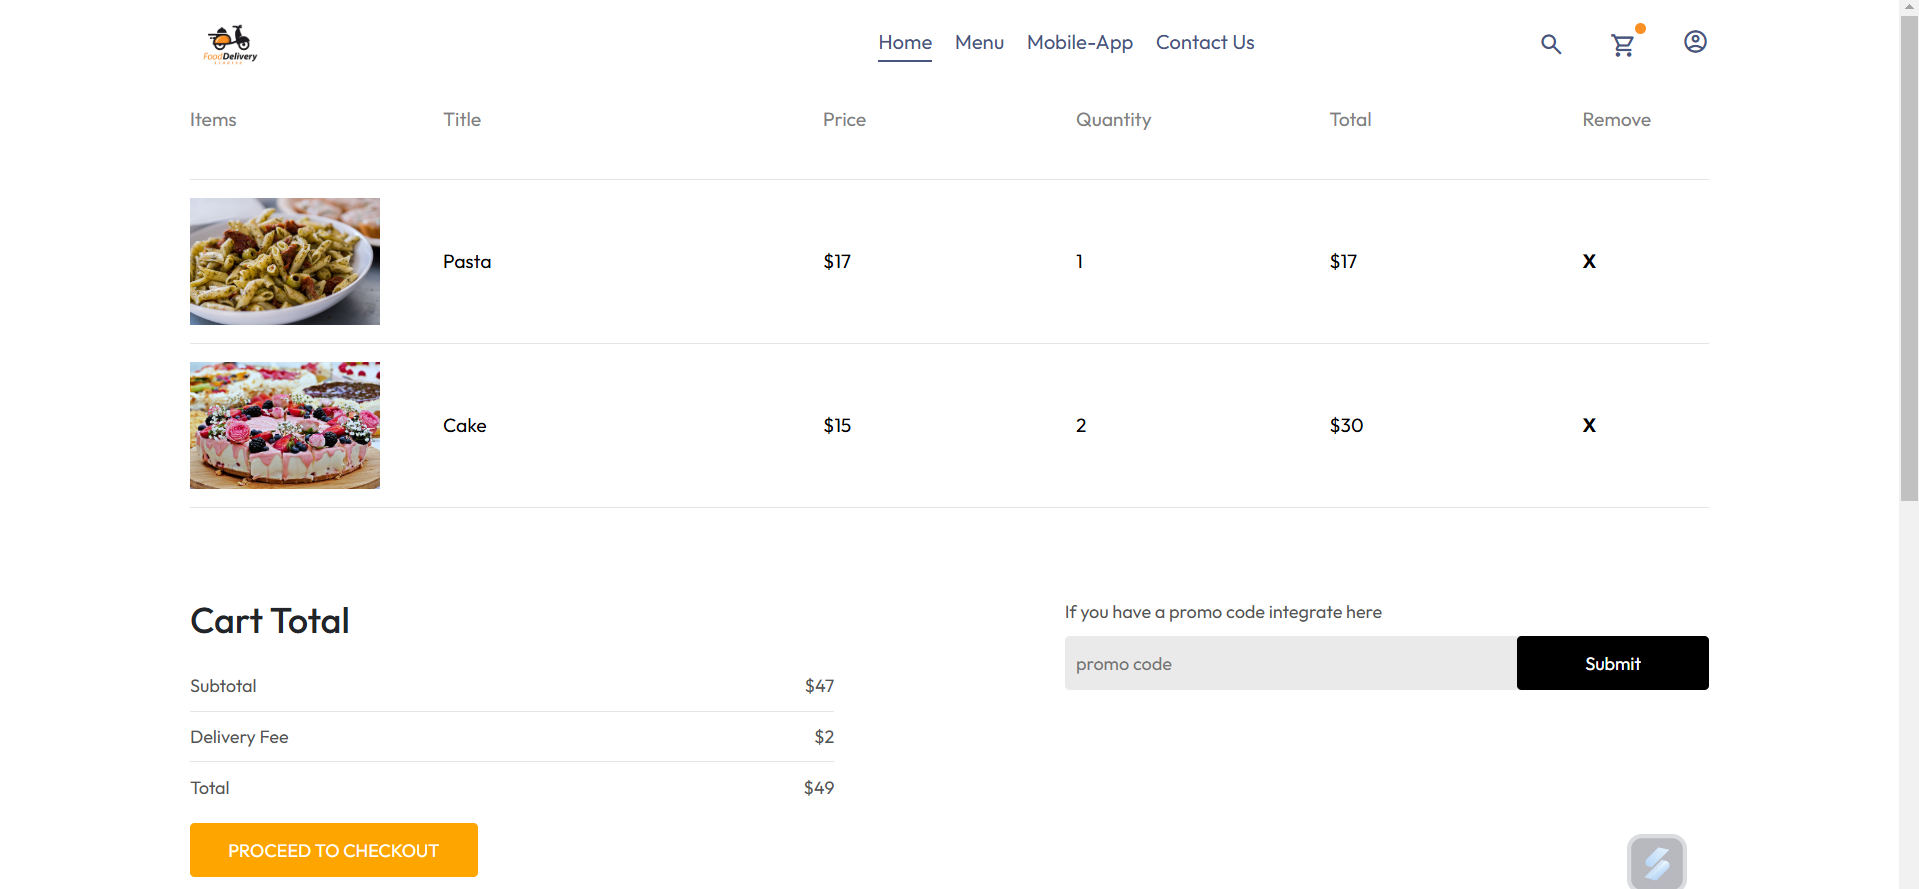 FoodDelivery
Home Menu Mobile-App Contact Us
Items Title Price Quantity Total Remove
Pasta $17 1 $17 X
Cake $15 2 $30 X
Cart Total
Subtotal $47
Delivery Fee $2
Total $49
PROCEED TO CHECKOUT
If you have a promo code integrate here
promo code Submit